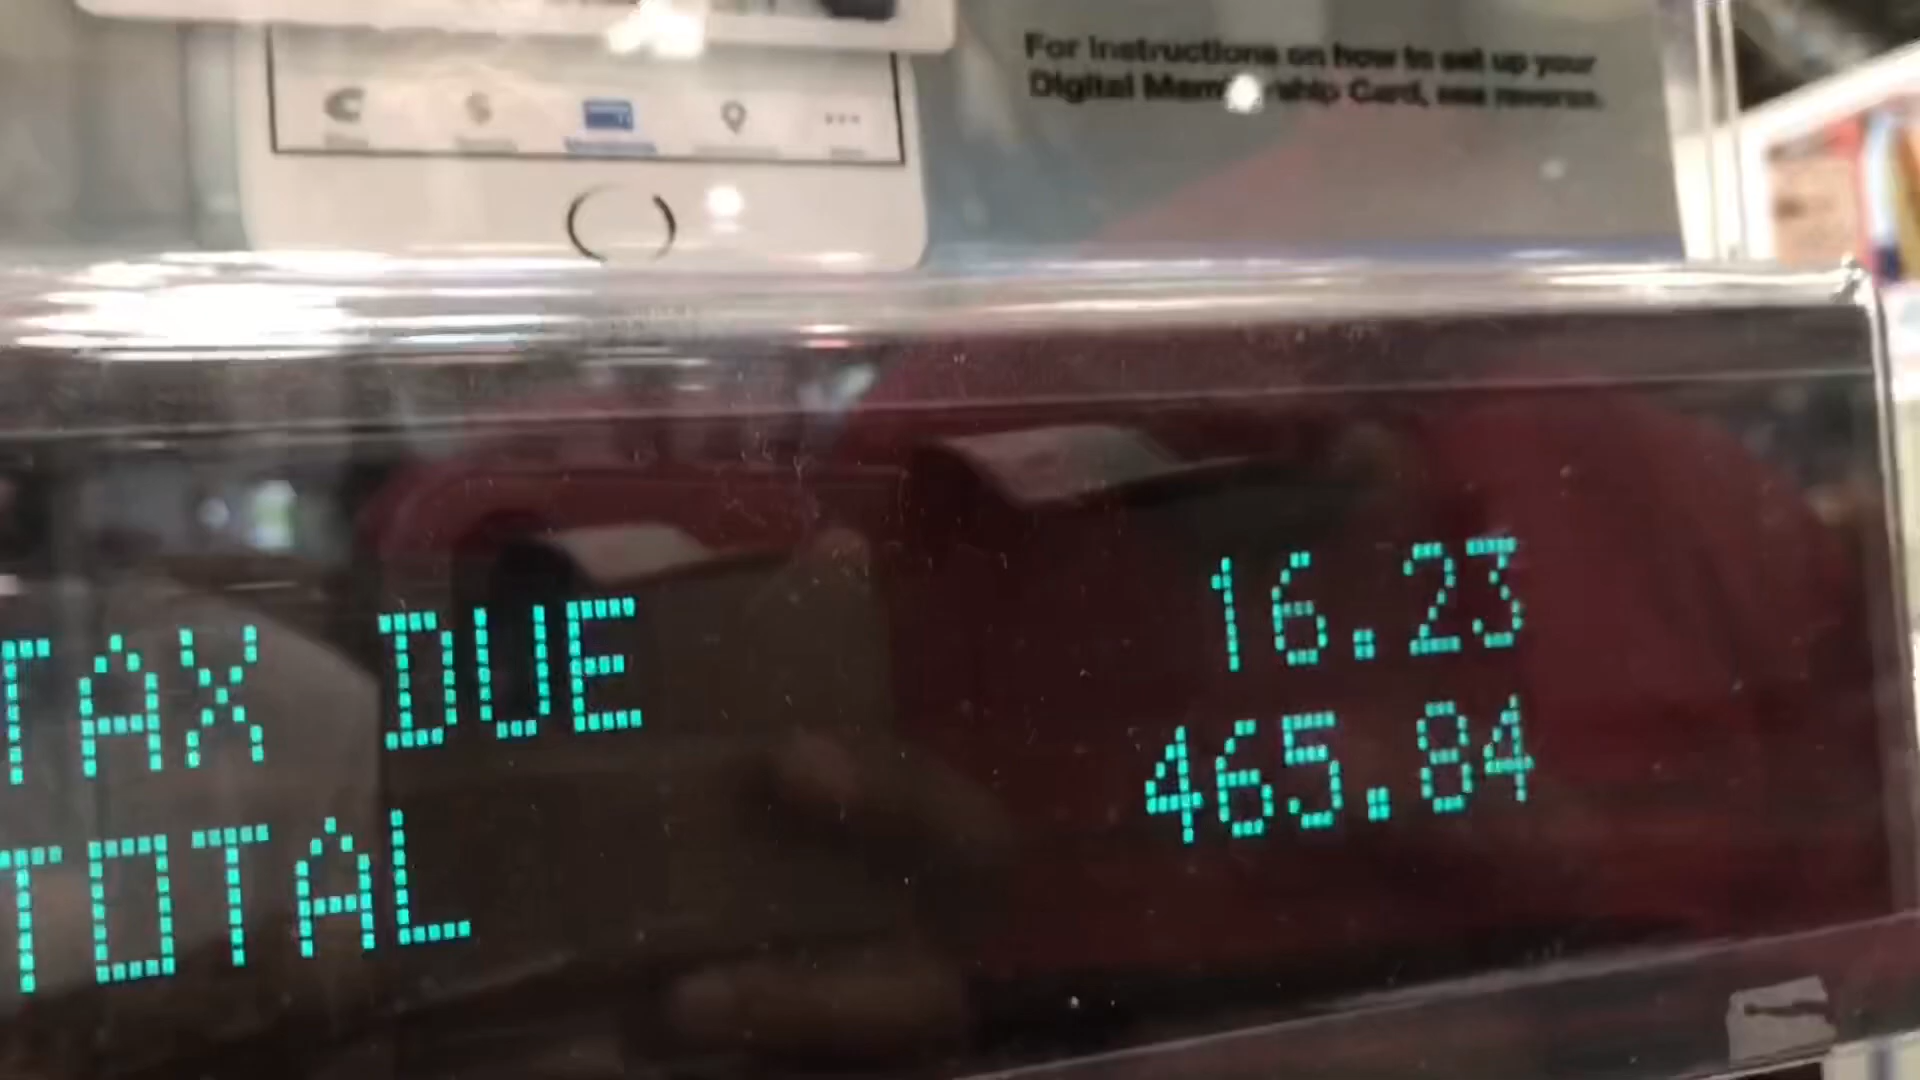 For instructions on how to set up your
Digital Membership Card, see reverse.
TAX DUE 16.23
TOTAL 465.84